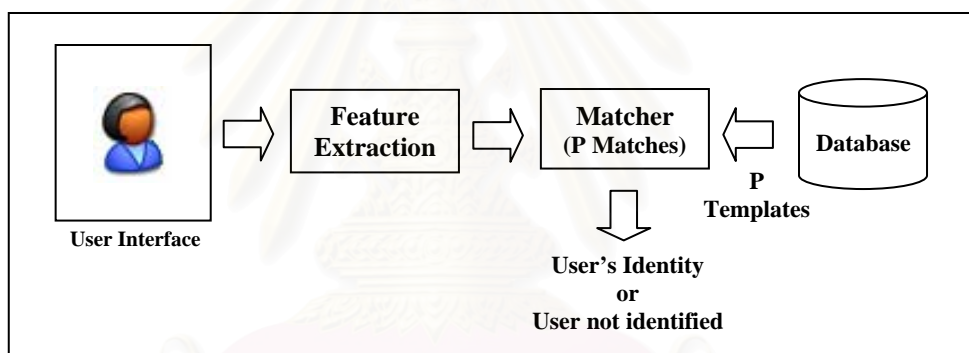 User Interface
Feature
Extraction
Matcher
(P Matches)
Database
P
Templates
User’s Identity
or
User not identified